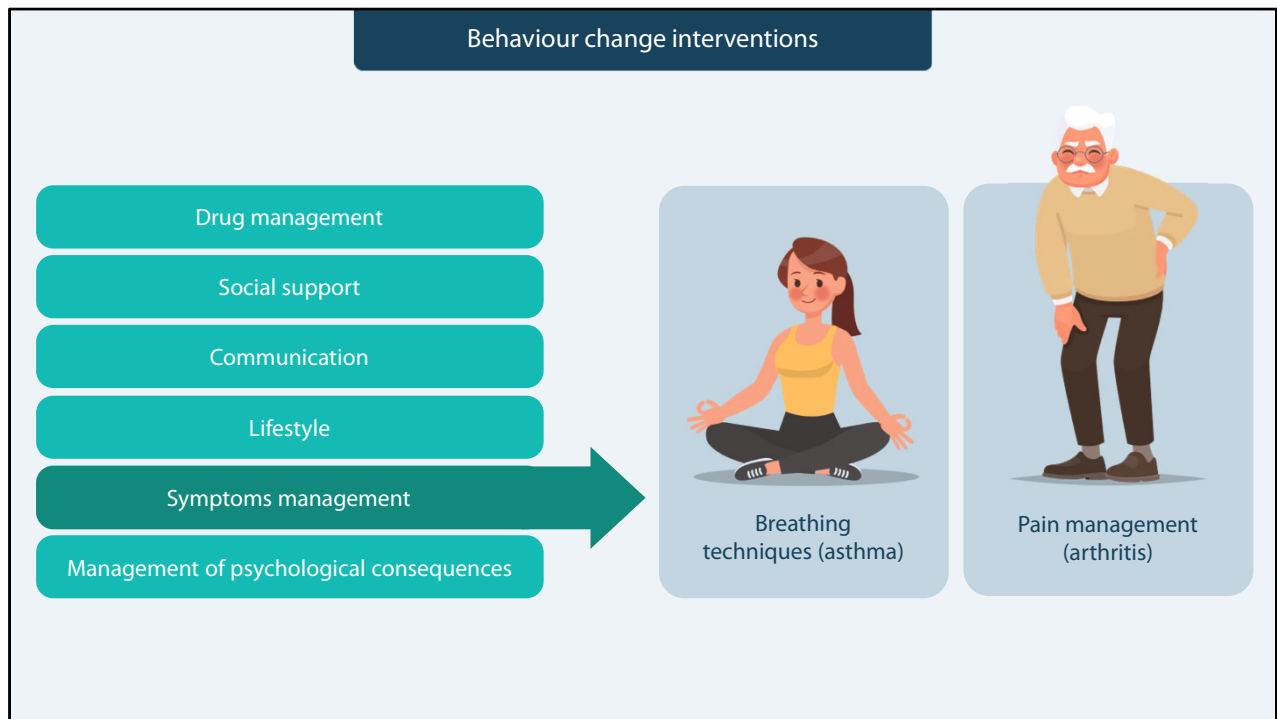 Behaviour change interventions
Drug management
Social support
Communication
Lifestyle
Symptoms management
Management of psychological consequences
Breathing
techniques (asthma)
Pain management
(arthritis)